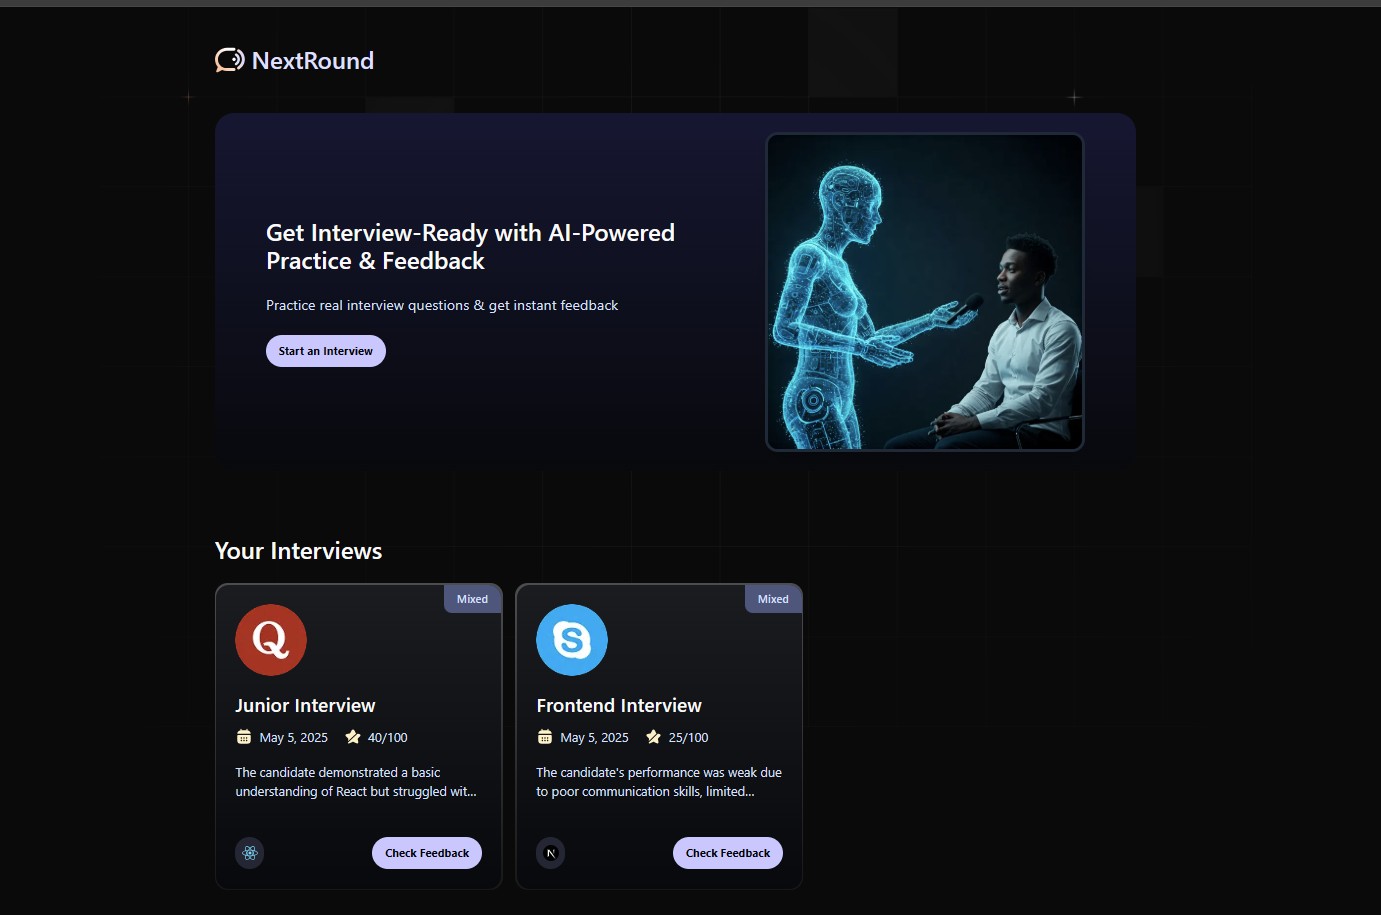 NextRound
Get Interview-Ready with AI-Powered
Practice & Feedback
Practice real interview questions & get instant feedback
Start an Interview
Your Interviews
Mixed
Q
Junior Interview
May 5, 2025 40/100
The candidate demonstrated a basic
understanding of React but struggled wit...
Check Feedback
Mixed
S
Frontend Interview
May 5, 2025 25/100
The candidate's performance was weak due
to poor communication skills, limited...
N
Check Feedback